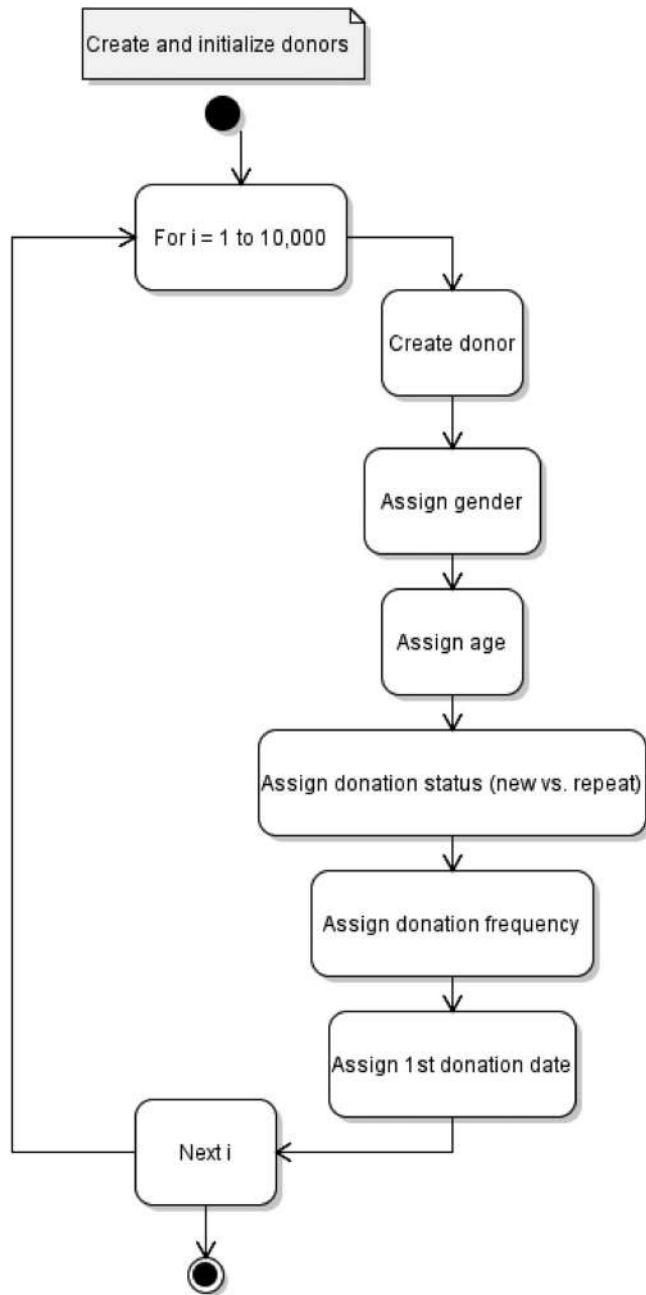 Create and initialize donors
For i = 1 to 10,000
Create donor
Assign gender
Assign age
Assign donation status (new vs. repeat)
Assign donation frequency
Assign 1st donation date
Next i